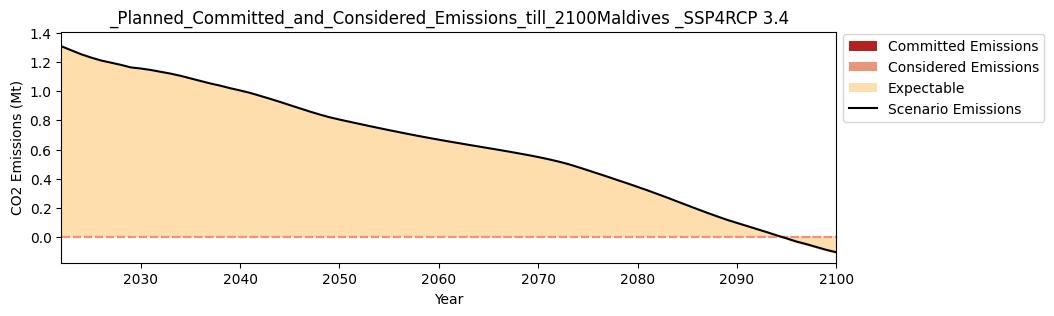 _Planned_Committed_and_Considered_Emissions_till_2100Maldives _SSP4RCP 3.4
CO2 Emissions (Mt)
1.4
1.2
1.0
0.8
0.6
0.4
0.2
0.0
2030 2040 2050 2060 2070 2080 2090 2100
Year
Committed Emissions
Considered Emissions
Expectable
Scenario Emissions